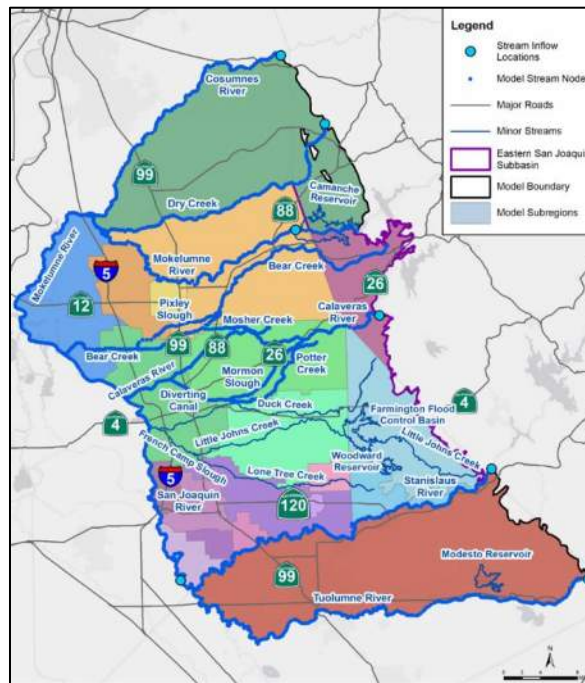 Legend
Stream Inflow
Locations
Model Stream Node
Major Roads
Minor Streams
Eastern San Joaquin
Subbasin
Model Boundary
Model Subregions
Cosumnes
River
99
Dry Creek
88
Camanche
Reservoir
Mokelumne River
5
Mokelumne
River
Bear Creek
26
12
Pixley
Slough
Calaveras
River
Mosher Creek
Bear Creek
99
88
26
Calaveras River
Mormon
Slough
Potter
Creek
Diverting
Canal
Duck Creek
4
4
Farmington Flood
Control Basin
Little Johns Creek
Little Johns Creek
French Camp Slough
Woodward
Reservoir
5
Lone Tree Creek
Stanislaus
River
San Joaquin
River
120
99
Modesto Reservoir
Tuolumne River
N